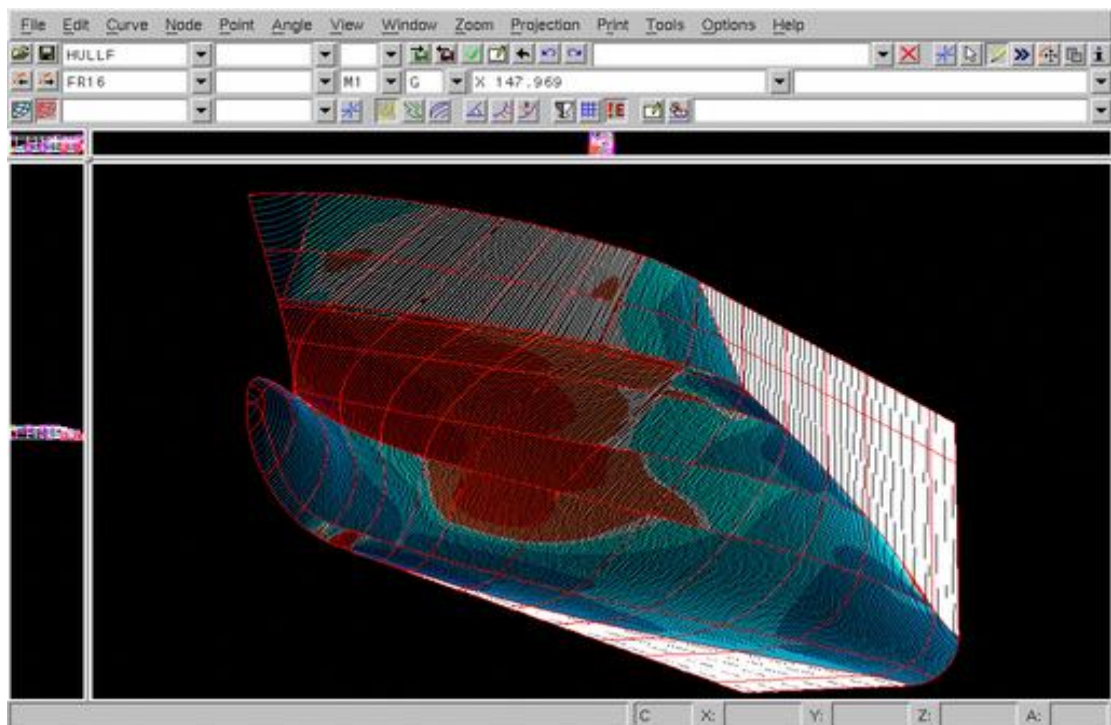 File Edit Curve Node Point Angle View Window Zoom Projection Print Tools Options Help
HULLF
FR16 M1 G X 147.969
!E
C X: Y: Z: A: